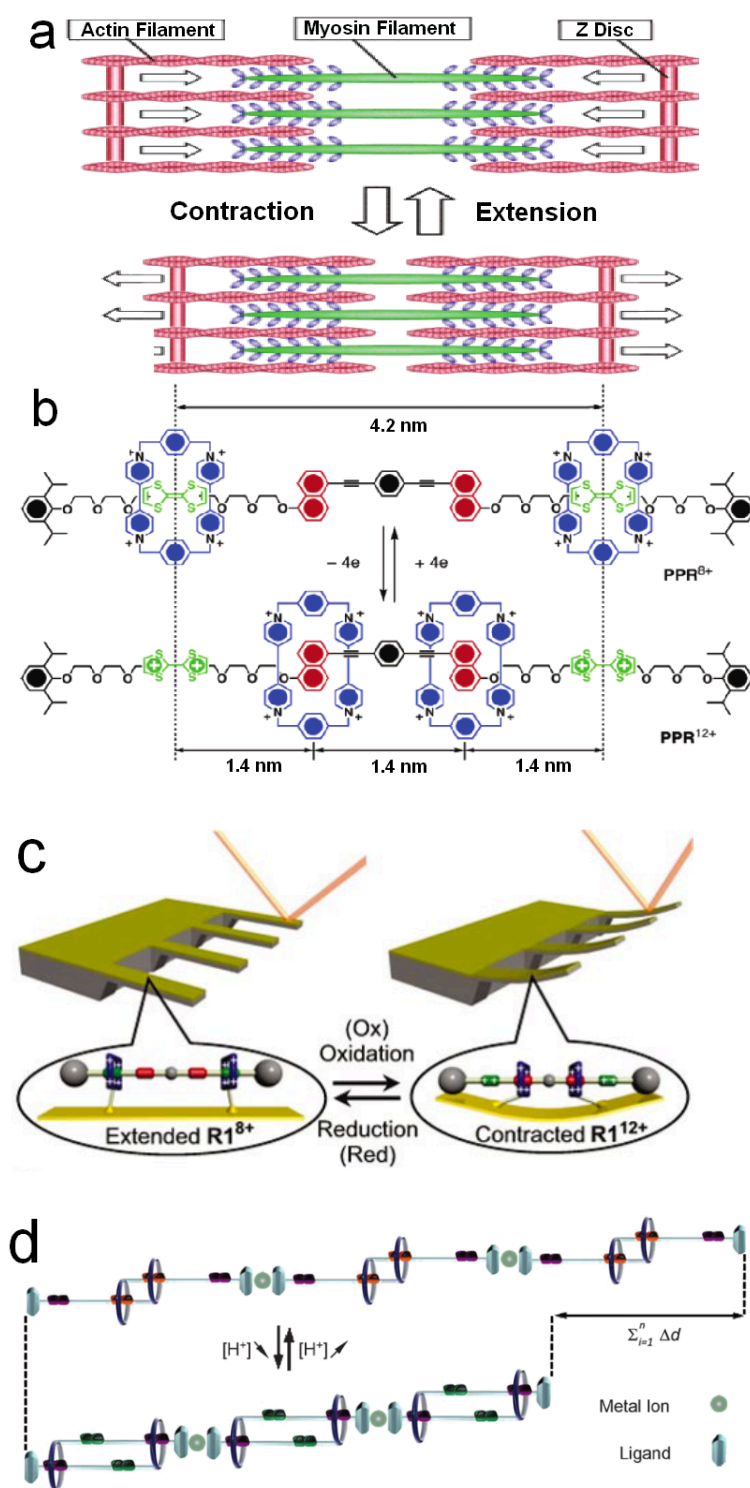 a
Actin Filament Myosin Filament Z Disc
Contraction Extension
b
4.2 nm
– 4e + 4e
PPR8+
PPR12+
1.4 nm 1.4 nm 1.4 nm
c
(Ox)
Oxidation
Reduction
(Red)
Extended R1⁸⁺
Contracted R1¹²⁺
d
[H⁺] [H⁺]
Σⁿᵢ₌₁ Δd
Metal Ion
Ligand